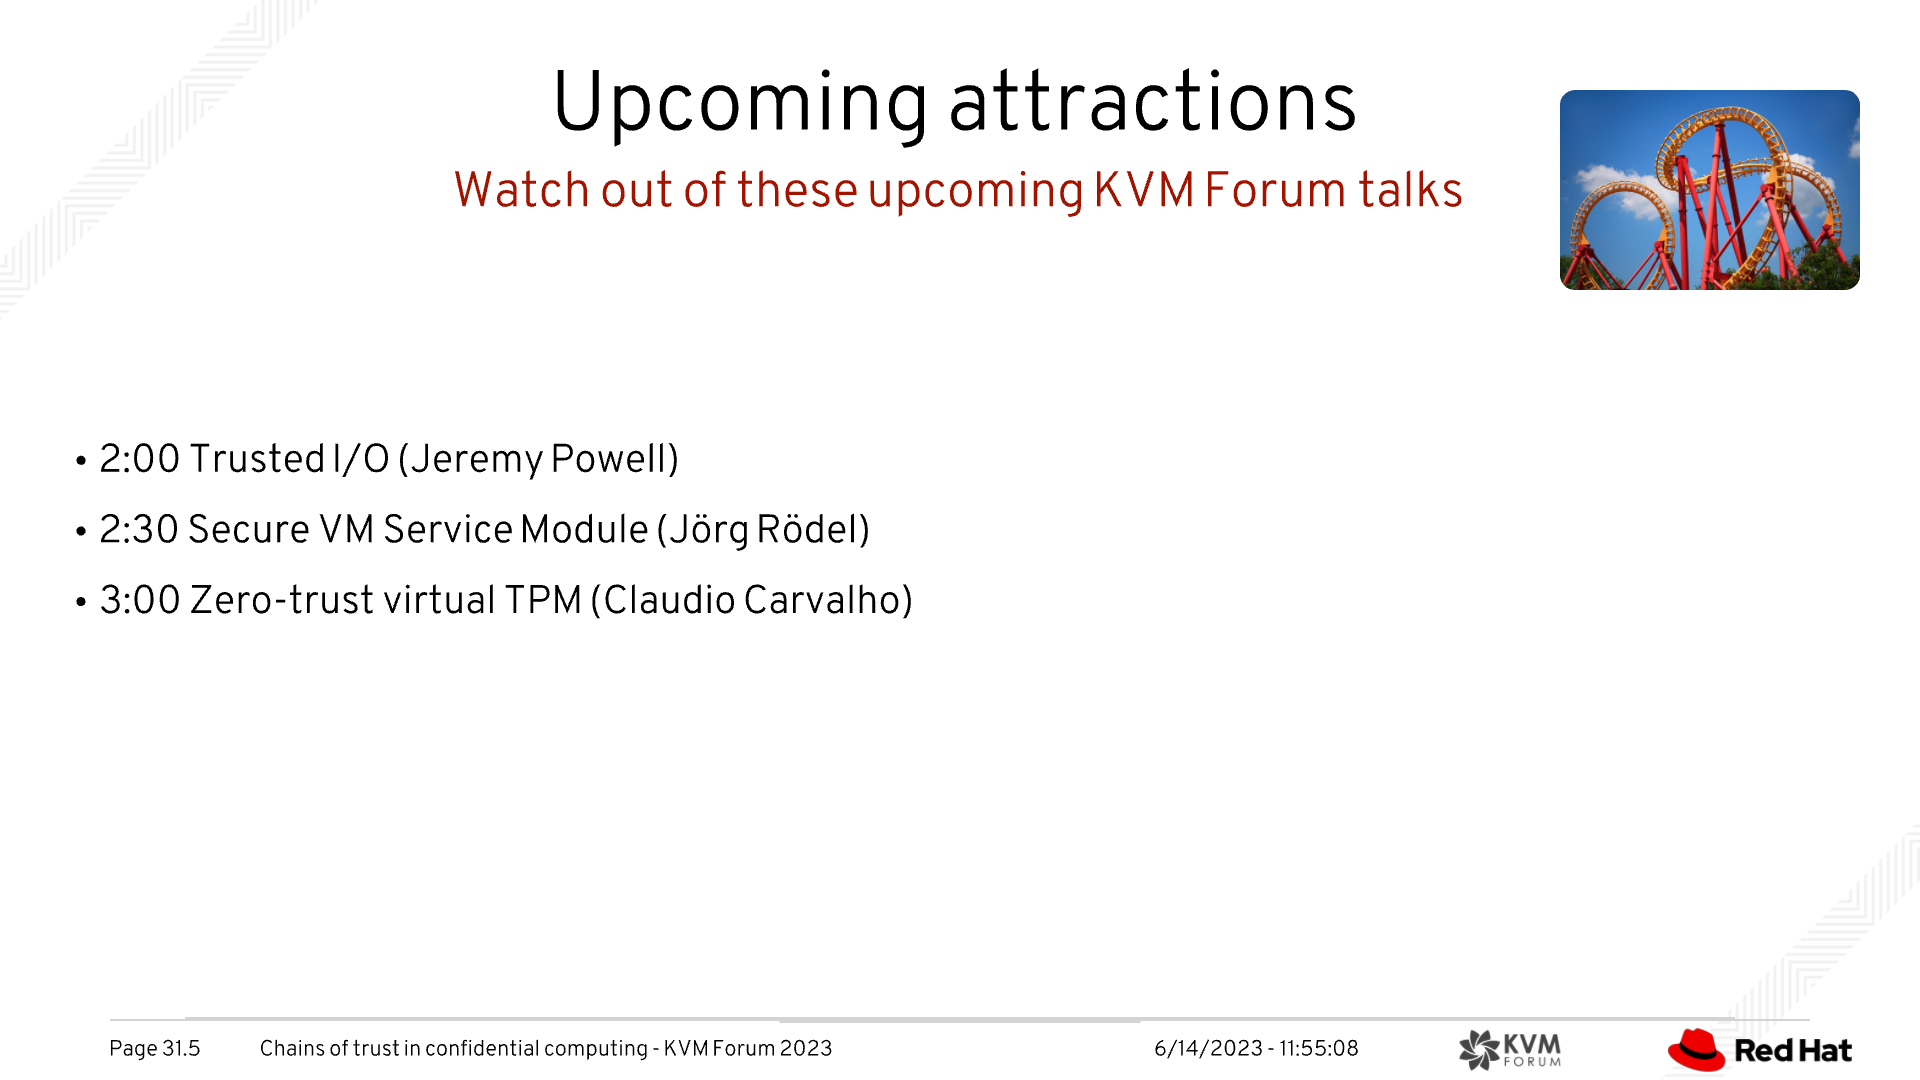 Upcoming attractions
Watch out of these upcoming KVM Forum talks
• 2:00 Trusted I/O (Jeremy Powell)
• 2:30 Secure VM Service Module (Jörg Rödel)
• 3:00 Zero-trust virtual TPM (Claudio Carvalho)
Page 31.5 Chains of trust in confidential computing - KVM Forum 2023 6/14/2023 - 11:55:08 KVM FORUM Red Hat